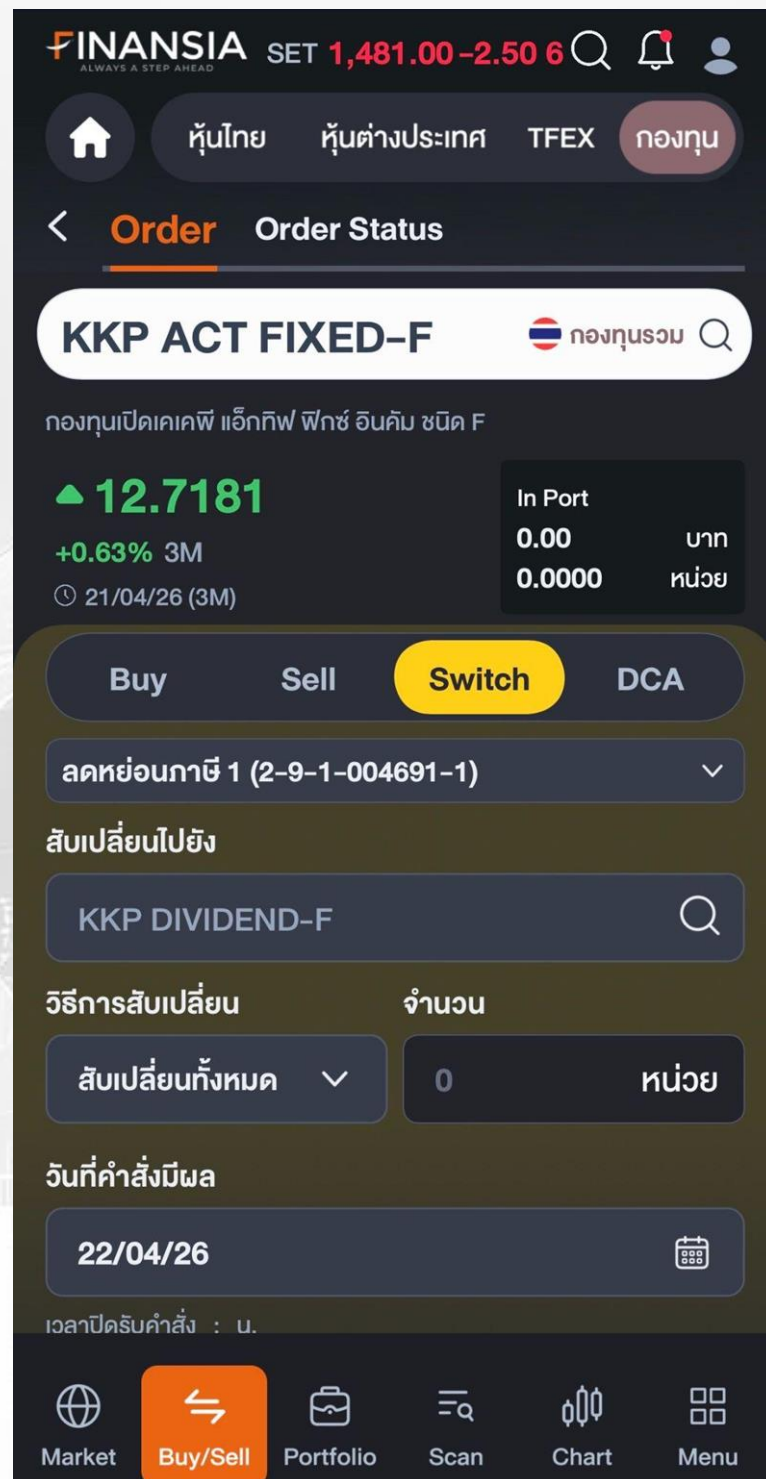 FINANSIA SET 1,481.00 -2.50 6
ALWAYS A STEP AHEAD
หุ้นไทย หุ้นต่างประเทศ TFEX กองทุน
Order Order Status
KKP ACT FIXED-F กองทุนรวม
กองทุนเปิดเคเคพี แอ็กทิฟ ฟิกซ์ อินคัม ชนิด F
12.7181
+0.63% 3M
21/04/26 (3M)
In Port
0.00 บาท
0.0000 หน่วย
Buy Sell Switch DCA
ลดหย่อนภาษี 1 (2-9-1-004691-1)
สับเปลี่ยนไปยัง
KKP DIVIDEND-F
วิธีการสับเปลี่ยน จำนวน
สับเปลี่ยนทั้งหมด 0 หน่วย
วันที่คำสั่งมีผล
22/04/26
เวลาปิดรับคำสั่ง : น.
Market Buy/Sell Portfolio Scan Chart Menu